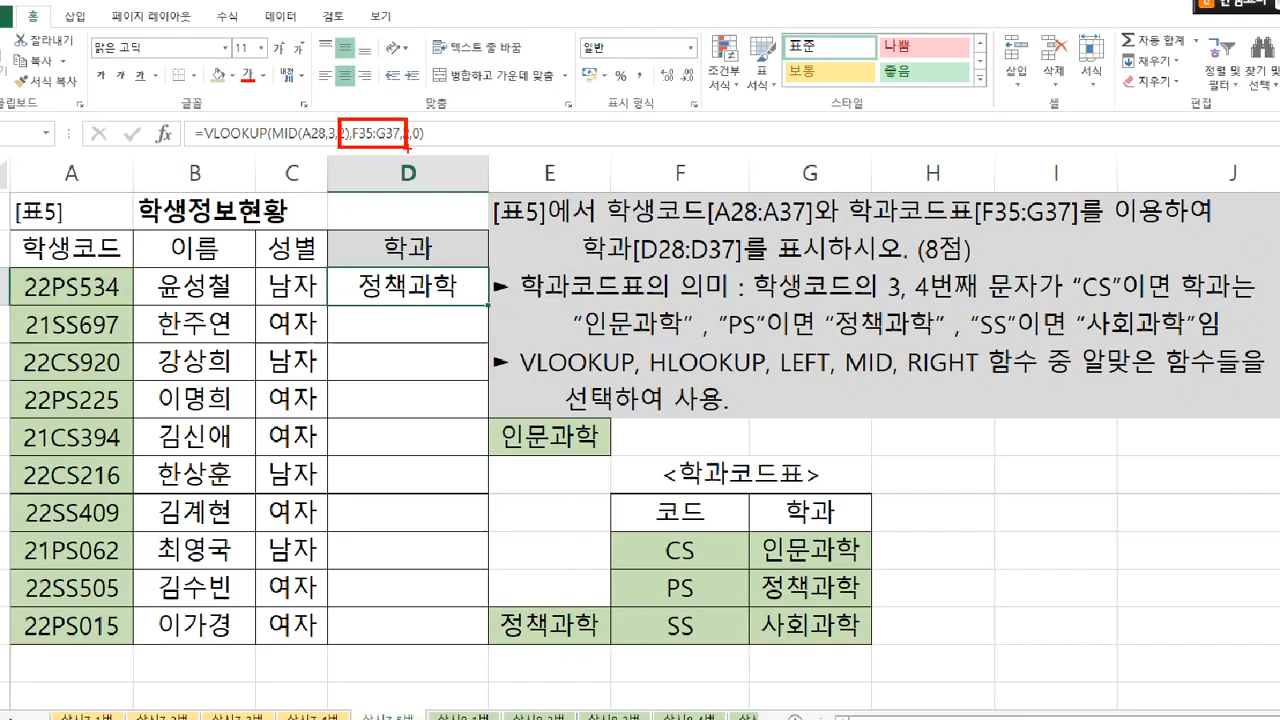 홈 삽입 페이지 레이아웃 수식 데이터 검토 보기
잘라내기
복사
서식 복사
클립보드
맑은 고딕 11
가 가
가 가 가
글꼴
텍스트 줄 바꿈
병합하고 가운데 맞춤
맞춤
일반
%
표시 형식
조건부 서식
표 서식
표준 나쁨
보통 좋음
스타일
삽입 삭제 서식
셀
자동 합계
채우기
지우기
정렬 및 필터
찾기 및 선택
편집
fx =VLOOKUP(MID(A28,3,2),F35:G37,2,0)
A B C D E F G H I J
[표5] 학생정보현황
학생코드 이름 성별 학과
22PS534 윤성철 남자 정책과학
21SS697 한주연 여자
22CS920 강상희 남자
22PS225 이명희 여자
21CS394 김신애 여자
22CS216 한상훈 남자
22SS409 김계현 여자
21PS062 최영국 남자
22SS505 김수빈 여자
22PS015 이가경 여자
[표5]에서 학생코드[A28:A37]와 학과코드표[F35:G37]를 이용하여
학과[D28:D37]를 표시하시오. (8점)
► 학과코드표의 의미 : 학생코드의 3, 4번째 문자가 “CS”이면 학과는
“인문과학” , “PS”이면 “정책과학” , “SS”이면 “사회과학”임
► VLOOKUP, HLOOKUP, LEFT, MID, RIGHT 함수 중 알맞은 함수들을
선택하여 사용.
인문과학
<학과코드표>
코드 학과
CS 인문과학
PS 정책과학
정책과학 SS 사회과학